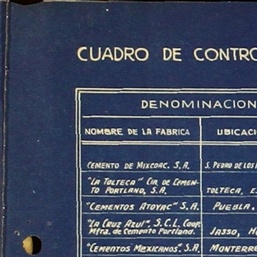 CUADRO DE CONTRO
DENOMINACION
NOMBRE DE LA FABRICA
UBICACI
CEMENTO DE MIXCOAC, S.A.
S. PEDRO DE LOS
"LA TOLTECA" CIA. DE CEMEN-
TO PORTLAND, S.A.
TOLTECA, E.
"CEMENTOS ATOYAC" S.A.
PUEBLA,
"LA CRUZ AZUL", S.C.L. Coop.
Mfra. de Cemento Portland.
JASSO, H
"CEMENTOS MEXICANOS", S.A.
MONTERRE